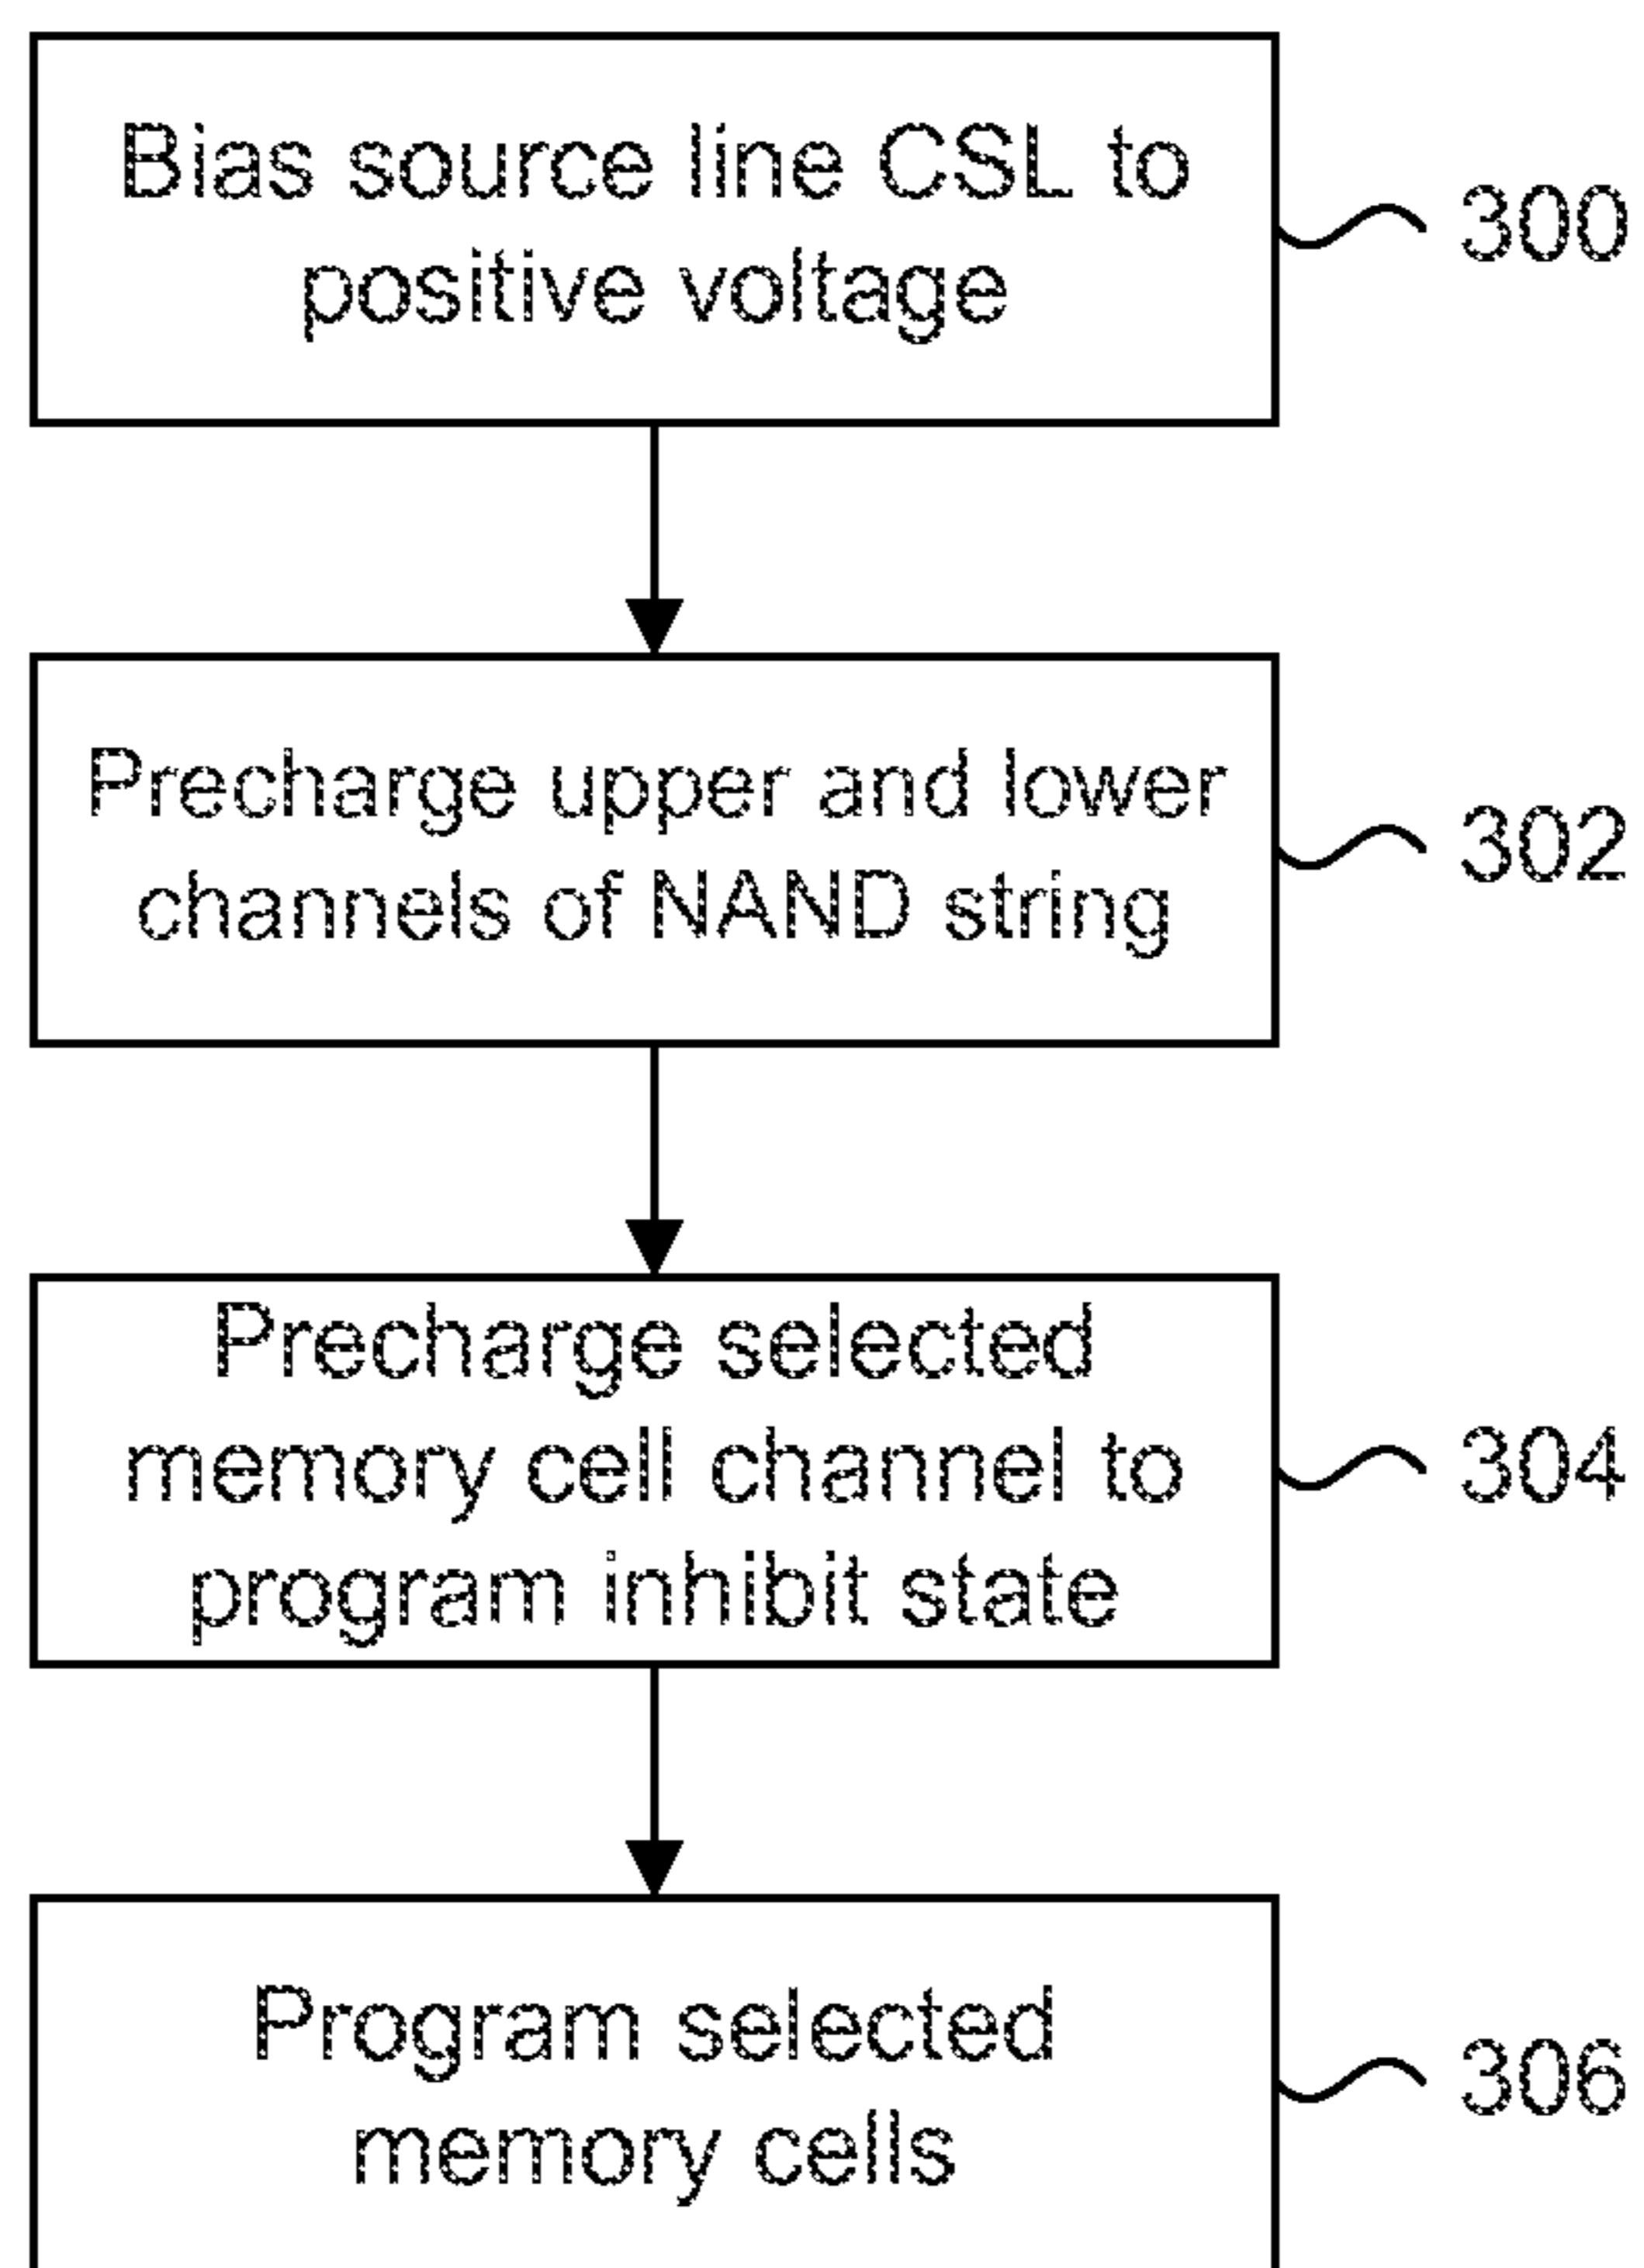 Bias source line CSL to
positive voltage
300
Precharge upper and lower
channels of NAND string
302
Precharge selected
memory cell channel to
program inhibit state
304
Program selected
memory cells
306